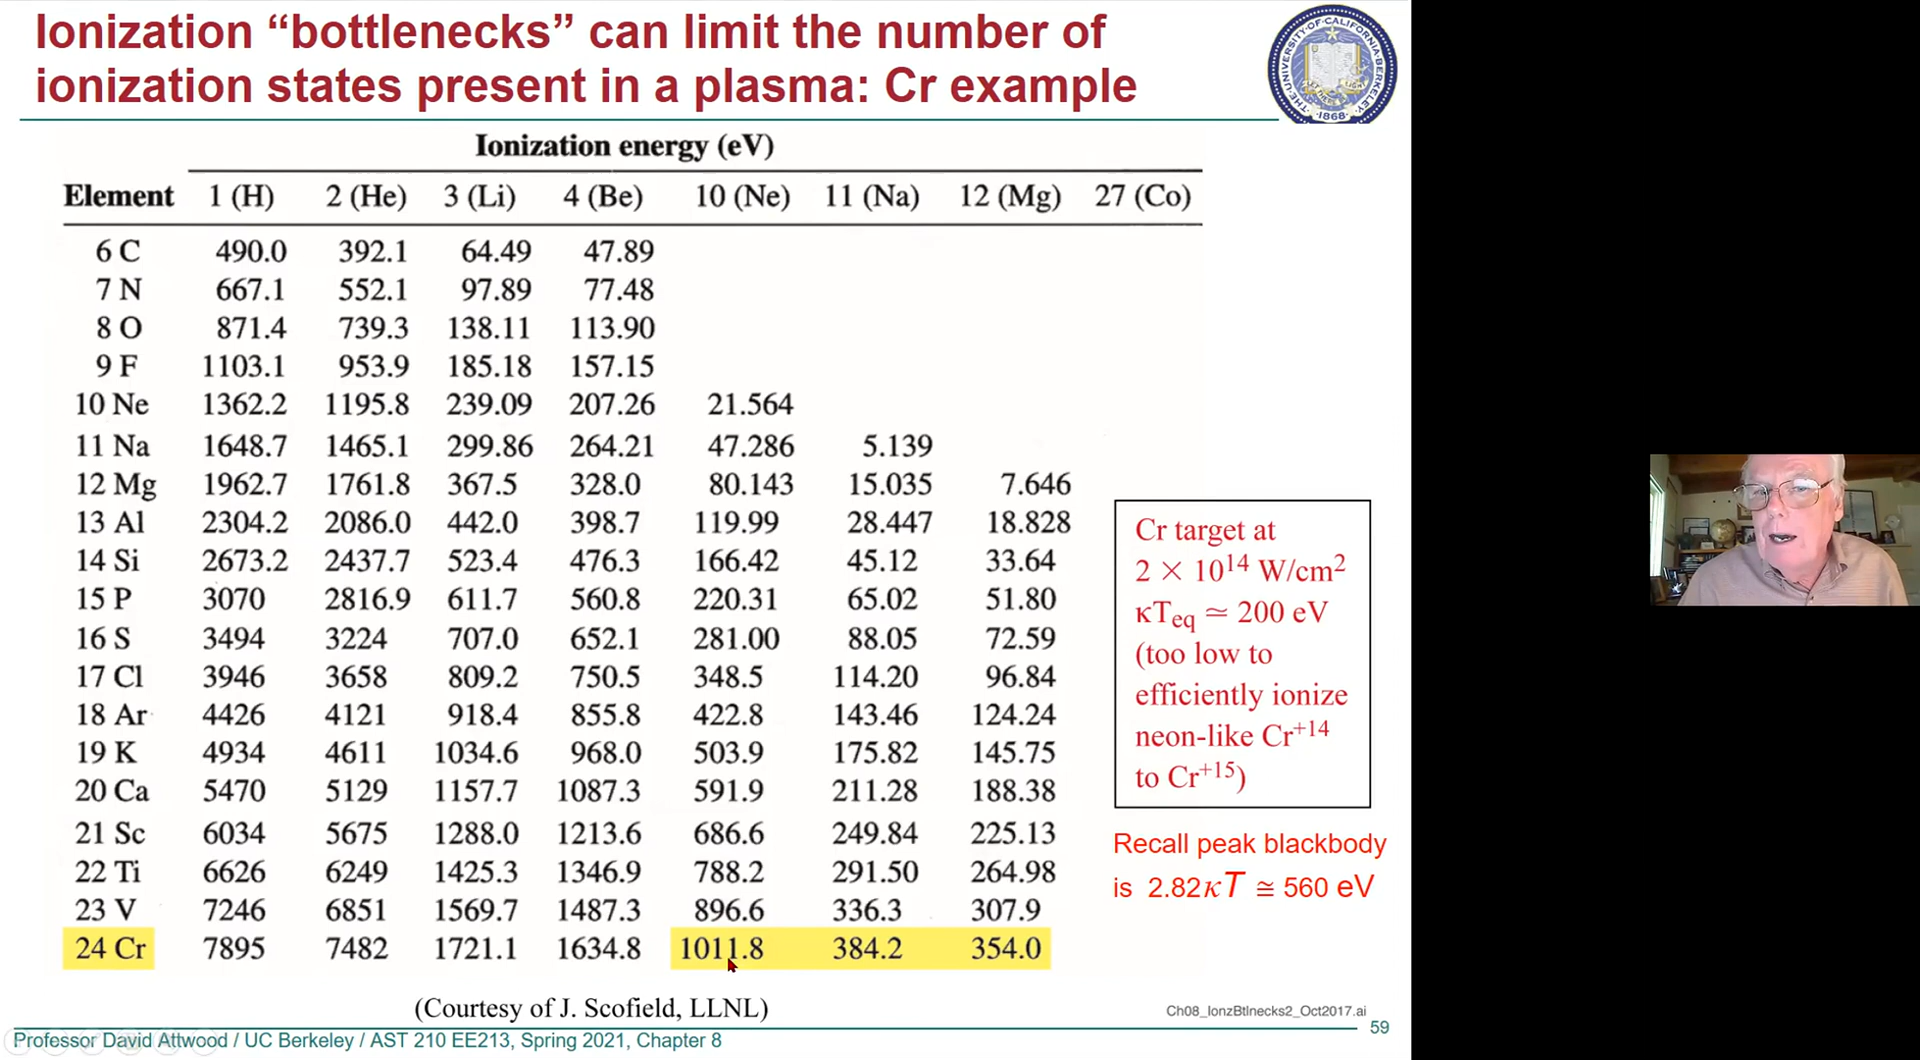 Ionization “bottlenecks” can limit the number of
ionization states present in a plasma: Cr example
THE·UNIVERSITY·OF·CALIFORNIA·BERKELEY
·1868·
Ionization energy (eV)
Element 1 (H) 2 (He) 3 (Li) 4 (Be) 10 (Ne) 11 (Na) 12 (Mg) 27 (Co)
6 C 490.0 392.1 64.49 47.89
7 N 667.1 552.1 97.89 77.48
8 O 871.4 739.3 138.11 113.90
9 F 1103.1 953.9 185.18 157.15
10 Ne 1362.2 1195.8 239.09 207.26 21.564
11 Na 1648.7 1465.1 299.86 264.21 47.286 5.139
12 Mg 1962.7 1761.8 367.5 328.0 80.143 15.035 7.646
13 Al 2304.2 2086.0 442.0 398.7 119.99 28.447 18.828
14 Si 2673.2 2437.7 523.4 476.3 166.42 45.12 33.64
15 P 3070 2816.9 611.7 560.8 220.31 65.02 51.80
16 S 3494 3224 707.0 652.1 281.00 88.05 72.59
17 Cl 3946 3658 809.2 750.5 348.5 114.20 96.84
18 Ar 4426 4121 918.4 855.8 422.8 143.46 124.24
19 K 4934 4611 1034.6 968.0 503.9 175.82 145.75
20 Ca 5470 5129 1157.7 1087.3 591.9 211.28 188.38
21 Sc 6034 5675 1288.0 1213.6 686.6 249.84 225.13
22 Ti 6626 6249 1425.3 1346.9 788.2 291.50 264.98
23 V 7246 6851 1569.7 1487.3 896.6 336.3 307.9
24 Cr 7895 7482 1721.1 1634.8 1011.8 384.2 354.0
Cr target at
2 × 10¹⁴ W/cm²
κTeq ≃ 200 eV
(too low to
efficiently ionize
neon-like Cr⁺¹⁴
to Cr⁺¹⁵)
Recall peak blackbody
is 2.82κT ≅ 560 eV
(Courtesy of J. Scofield, LLNL)
Ch08_IonzBtlnecks2_Oct2017.ai
59
Professor David Attwood / UC Berkeley / AST 210 EE213, Spring 2021, Chapter 8